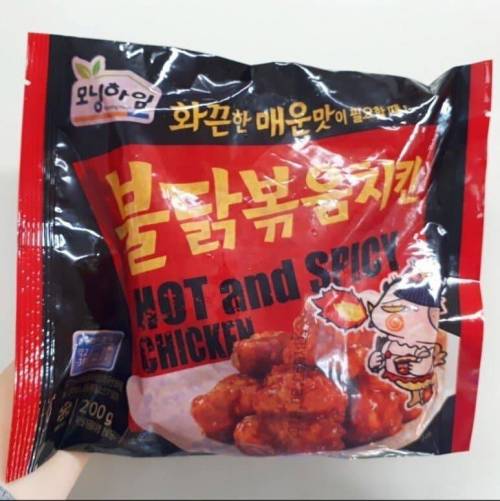 모닝하임
화끈한 매운맛이 필요할 때!
불닭볶음치킨
HOT and SPICY
CHICKEN
200g